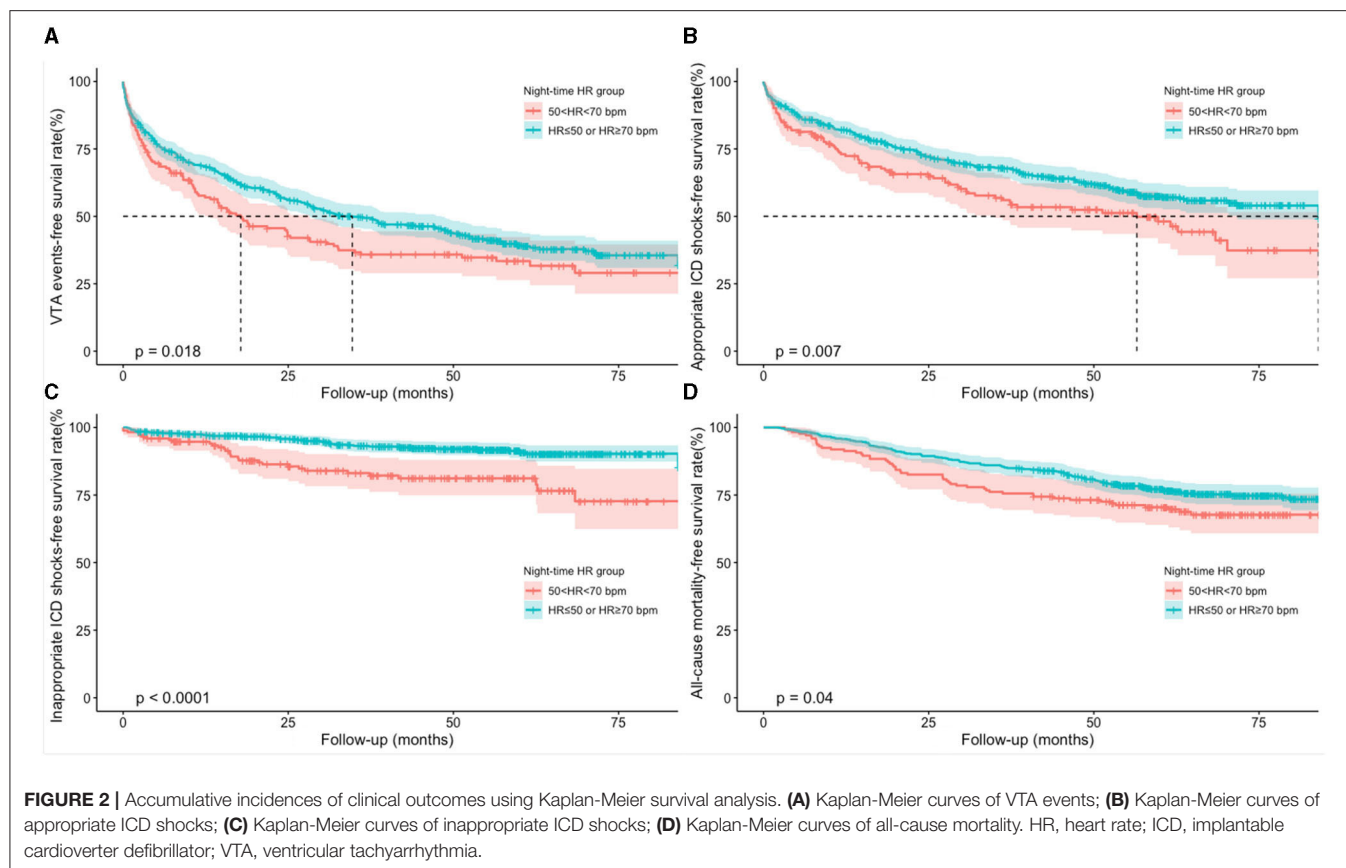 A
VTA events-free survial rate(%)
100
75
50
25
0
Night-time HR group
50<HR<70 bpm
HR≤50 or HR≥70 bpm
p = 0.018
0 25 50 75
Follow-up (months)
B
Appropriate ICD shocks-free survival rate(%)
100
75
50
25
0
Night-time HR group
50<HR<70 bpm
HR≤50 or HR≥70 bpm
p = 0.007
0 25 50 75
Follow-up (months)
C
Inappropriate ICD shocks-free survival rate(%
100
75
50
25
0
Night-time HR group
50<HR<70 bpm
HR≤50 or HR≥70 bpm
p < 0.0001
0 25 50 75
Follow-up (months)
D
All-cause mortality-free survival rate(%)
100
75
50
25
0
Night-time HR group
50<HR<70 bpm
HR≤50 or HR≥70 bpm
p = 0.04
0 25 50 75
Follow-up (months)
FIGURE 2 | Accumulative incidences of clinical outcomes using Kaplan-Meier survival analysis. (A) Kaplan-Meier curves of VTA events; (B) Kaplan-Meier curves of
appropriate ICD shocks; (C) Kaplan-Meier curves of inappropriate ICD shocks; (D) Kaplan-Meier curves of all-cause mortality. HR, heart rate; ICD, implantable
cardioverter defibrillator; VTA, ventricular tachyarrhythmia.